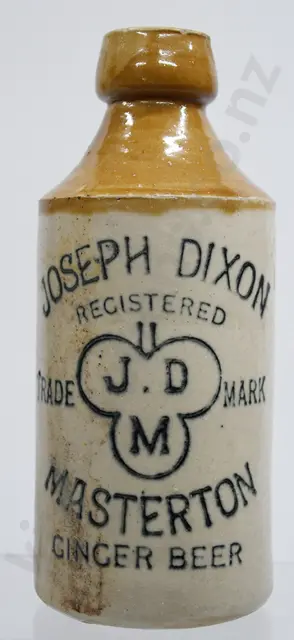 JOSEPH DIXON
REGISTERED
TRADE J.D MARK
M
MASTERTON
GINGER BEER